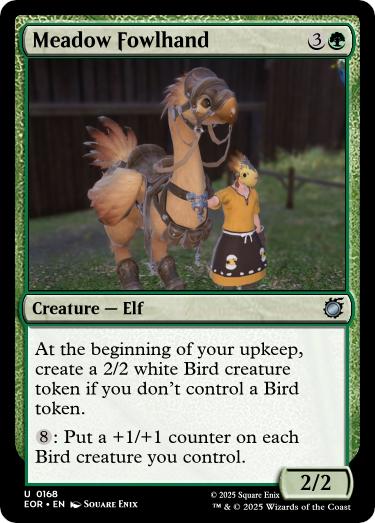 Meadow Fowlhand 3
Creature — Elf
At the beginning of your upkeep,
create a 2/2 white Bird creature
token if you don't control a Bird
token.
8: Put a +1/+1 counter on each
Bird creature you control.
2/2
U 0168
EOR • EN SQUARE ENIX
© 2025 Square Enix
™ & © 2025 Wizards of the Coast